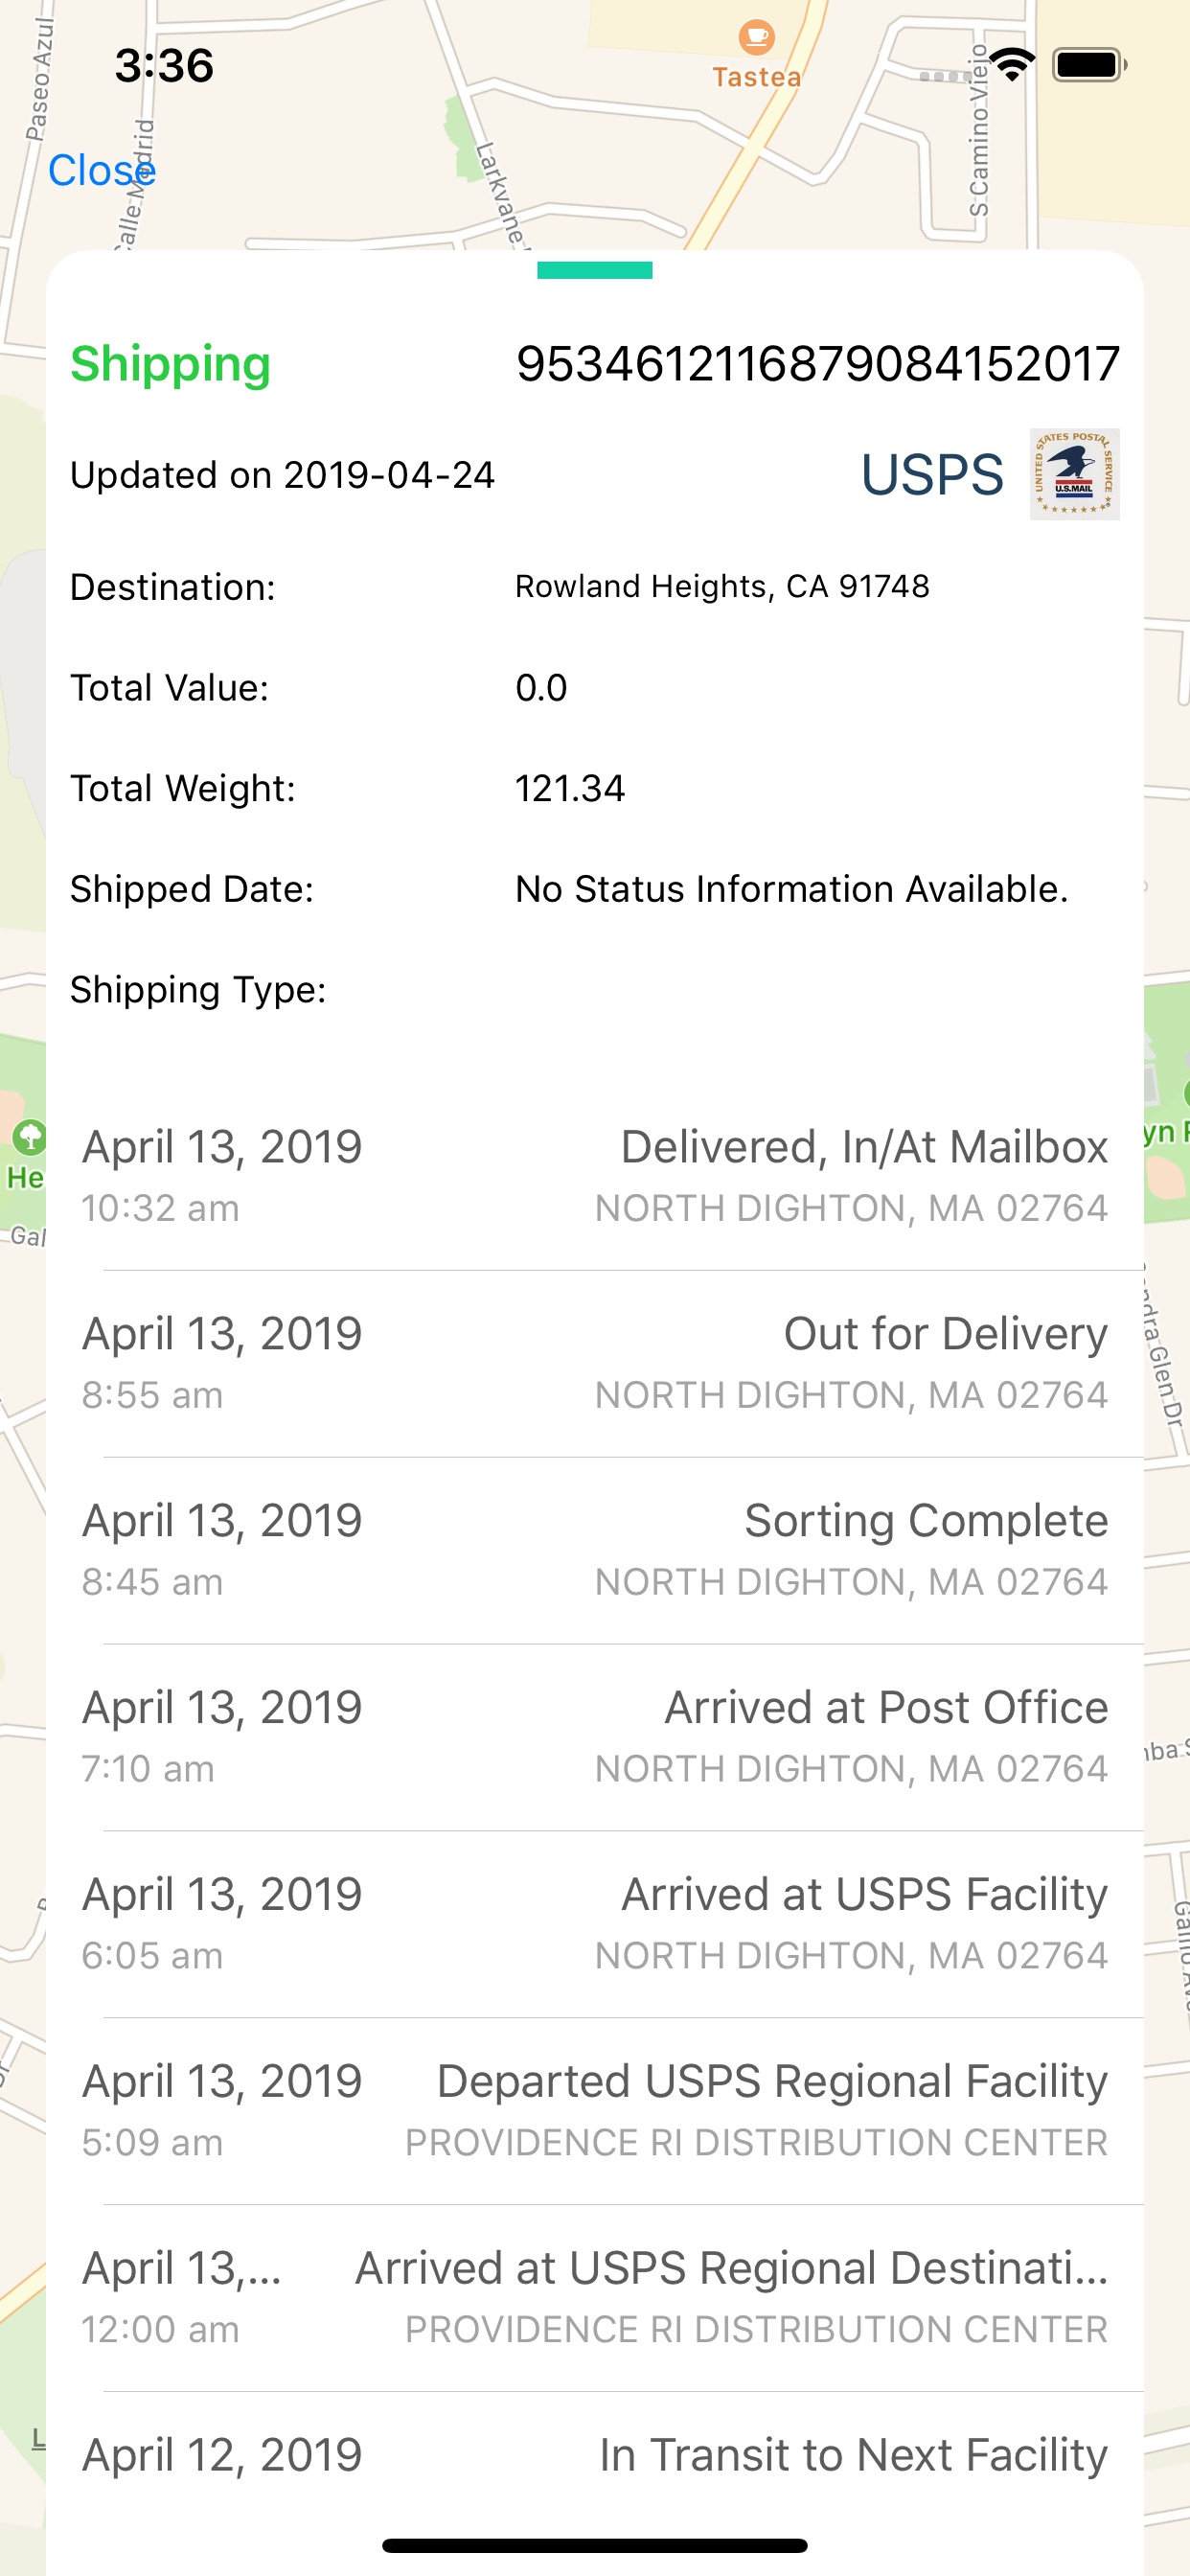 3:36
Tastea
Paseo Azul
Larkvane
S Camino Viejo
Close
Shipping 9534612116879084152017
Updated on 2019-04-24 USPS
UNITED STATES POSTAL SERVICE
U.S.MAIL
Destination: Rowland Heights, CA 91748
Total Value: 0.0
Total Weight: 121.34
Shipped Date: No Status Information Available.
Shipping Type:
April 13, 2019 Delivered, In/At Mailbox
10:32 am NORTH DIGHTON, MA 02764
April 13, 2019 Out for Delivery
8:55 am NORTH DIGHTON, MA 02764
April 13, 2019 Sorting Complete
8:45 am NORTH DIGHTON, MA 02764
April 13, 2019 Arrived at Post Office
7:10 am NORTH DIGHTON, MA 02764
April 13, 2019 Arrived at USPS Facility
6:05 am NORTH DIGHTON, MA 02764
April 13, 2019 Departed USPS Regional Facility
5:09 am PROVIDENCE RI DISTRIBUTION CENTER
April 13,... Arrived at USPS Regional Destinati...
12:00 am PROVIDENCE RI DISTRIBUTION CENTER
April 12, 2019 In Transit to Next Facility
He
Gal
Glen Dr